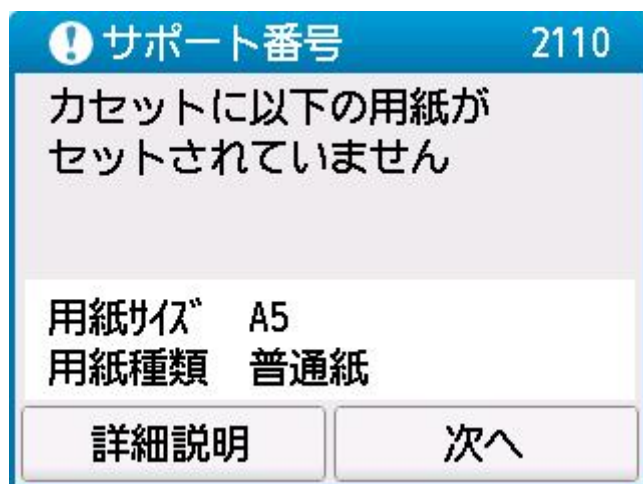 サポート番号 2110
カセットに以下の用紙が
セットされていません
用紙ｻｲｽﾞ A5
用紙種類 普通紙
詳細説明 次へ